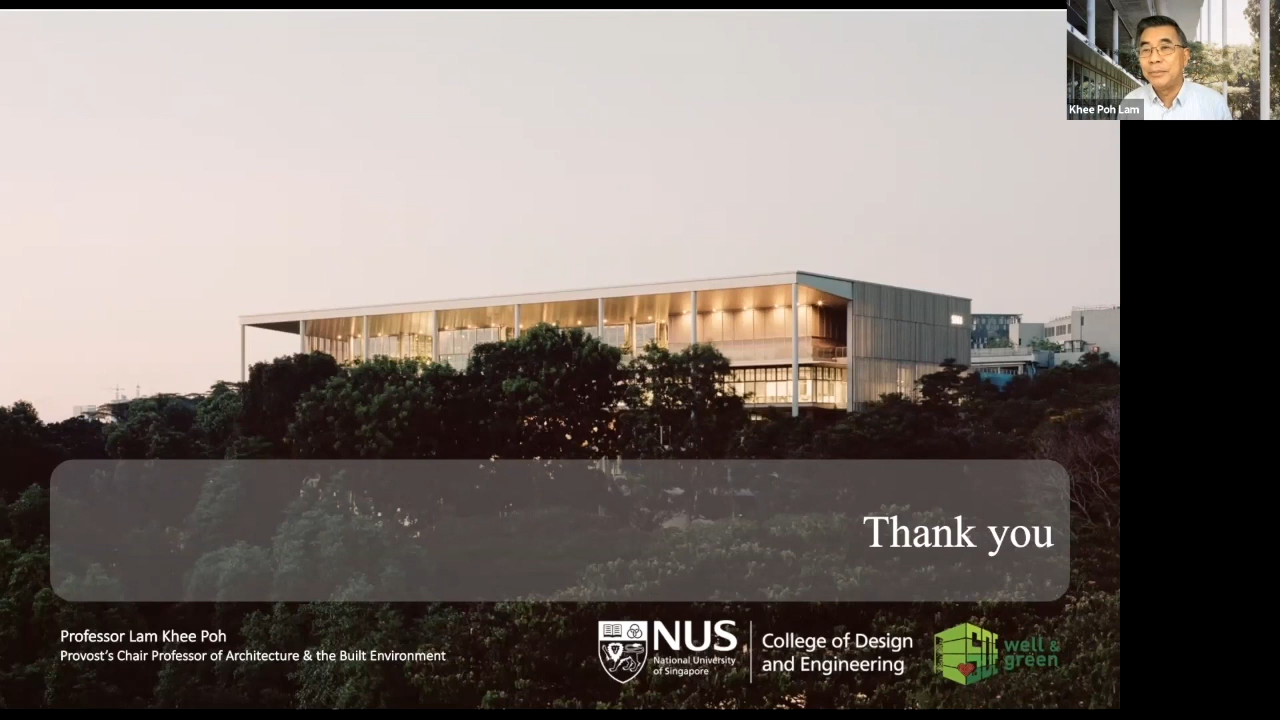 Khee Poh Lam
Thank you
Professor Lam Khee Poh
Provost's Chair Professor of Architecture & the Built Environment
NUS
National University
of Singapore
College of Design
and Engineering
well &
green